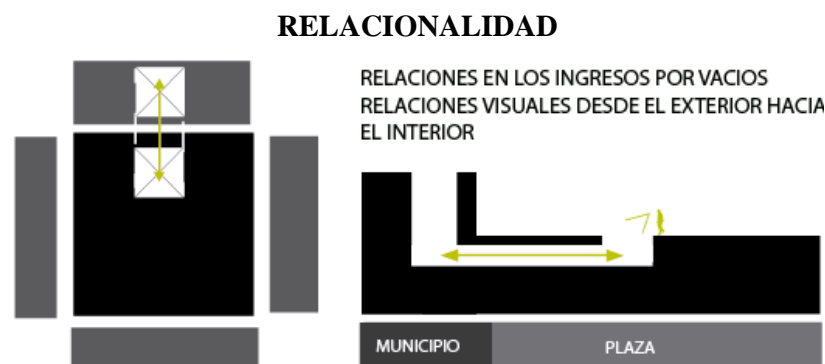 RELACIONALIDAD
RELACIONES EN LOS INGRESOS POR VACIOS
RELACIONES VISUALES DESDE EL EXTERIOR HACIA
EL INTERIOR
MUNICIPIO
PLAZA